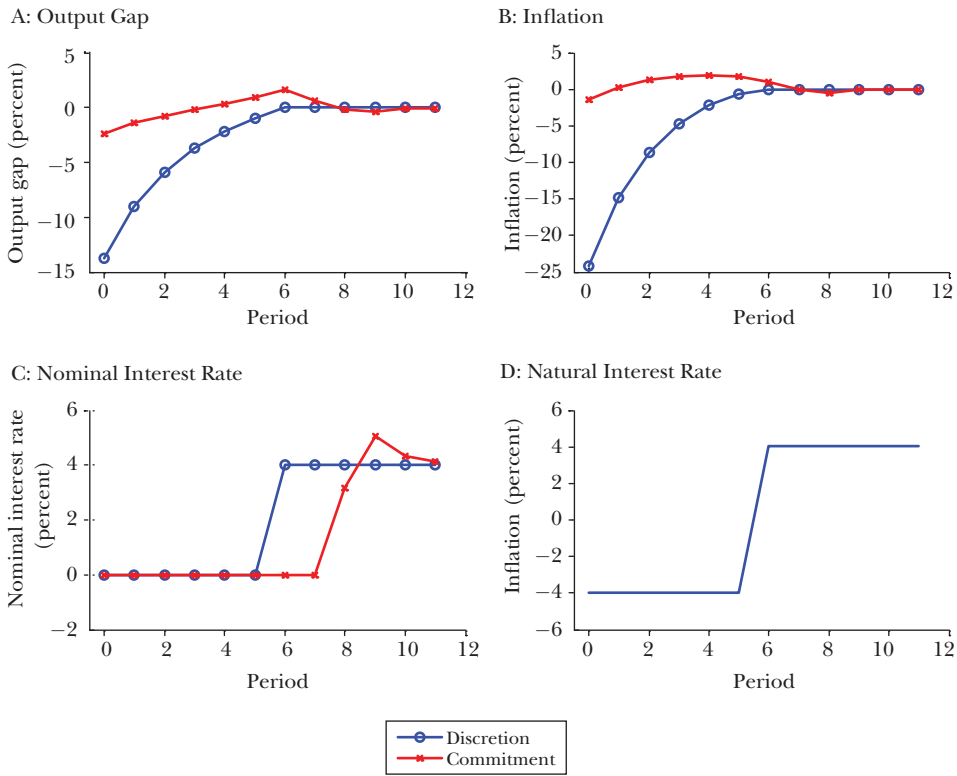 A: Output Gap
Output gap (percent)
5
0
−5
−10
−15
0 2 4 6 8 10 12
Period
B: Inflation
Inflation (percent)
5
0
−5
−10
−15
−20
−25
0 2 4 6 8 10 12
Period
C: Nominal Interest Rate
Nominal interest rate
(percent)
6
4
2
0
−2
0 2 4 6 8 10 12
Period
D: Natural Interest Rate
Inflation (percent)
6
4
2
0
−2
−4
−6
0 2 4 6 8 10 12
Period
Discretion
Commitment